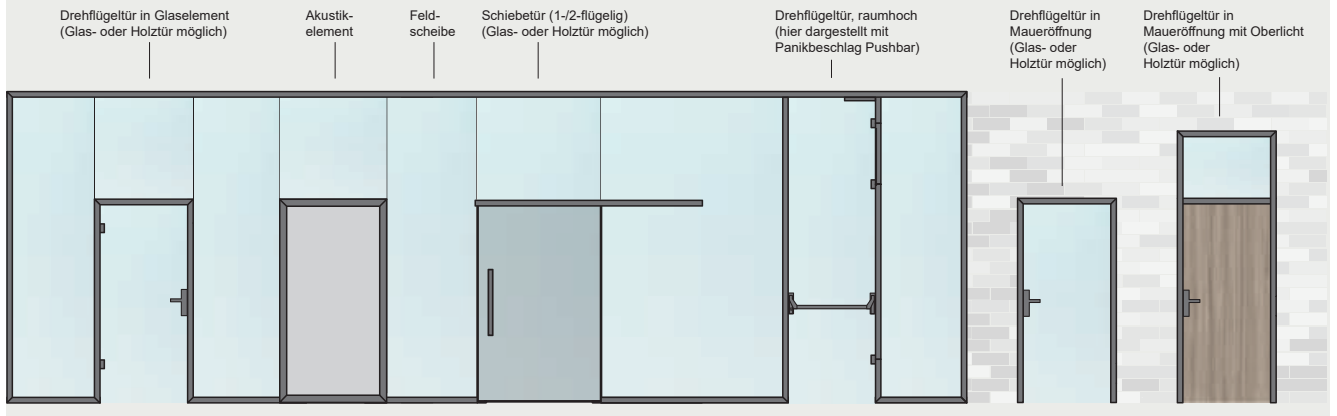 Drehflügeltür in Glaselement
(Glas- oder Holztür möglich)
Akustik-
element
Feld-
scheibe
Schiebetür (1-/2-flügelig)
(Glas- oder Holztür möglich)
Drehflügeltür, raumhoch
(hier dargestellt mit
Panikbeschlag Pushbar)
Drehflügeltür in
Maueröffnung
(Glas- oder
Holztür möglich)
Drehflügeltür in
Maueröffnung mit Oberlicht
(Glas- oder
Holztür möglich)